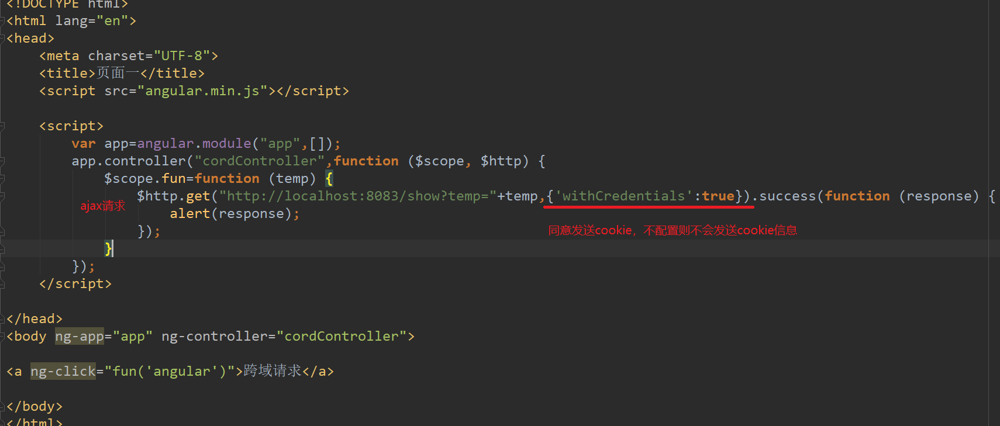 <!DOCTYPE html>
<html lang="en">
<head>
    <meta charset="UTF-8">
    <title>页面一</title>
    <script src="angular.min.js"></script>
    <script>
        var app=angular.module("app",[]);
        app.controller("cordController",function ($scope, $http) {
            $scope.fun=function (temp) {
                $http.get("http://localhost:8083/show?temp="+temp,{'withCredentials':true}).success(function (response) {
ajax请求
                    alert(response);
同意发送cookie，不配置则不会发送cookie信息
                });
            }
        });
    </script>
</head>
<body ng-app="app" ng-controller="cordController">
<a ng-click="fun('angular')">跨域请求</a>
</body>
</html>